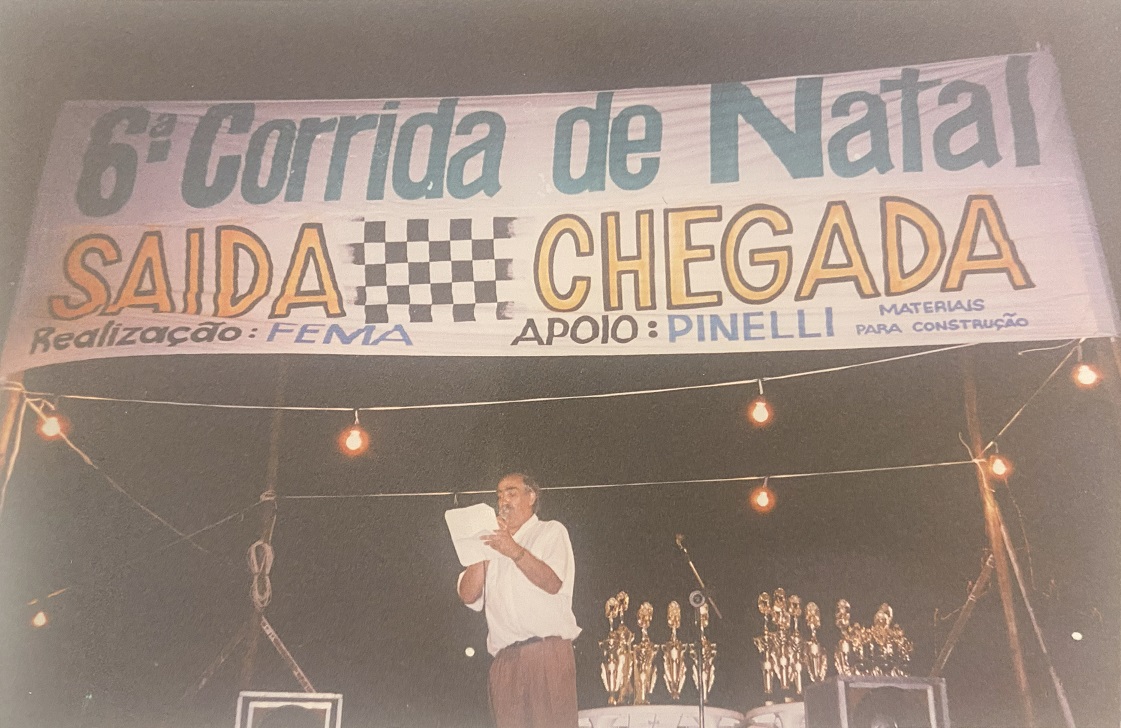 6ª Corrida de Natal
SAIDA CHEGADA
Realização: FEMA APOIO: PINELLI MATERIAIS
PARA CONSTRUÇÃO